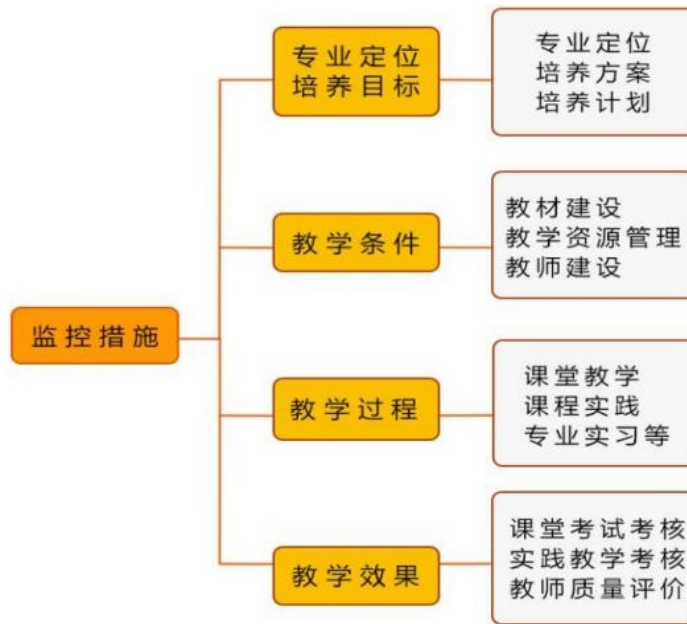 专业定位
培养目标
专业定位
培养方案
培养计划
教学条件
教材建设
教学资源管理
教师建设
监控措施
教学过程
课堂教学
课程实践
专业实习等
教学效果
课堂考试考核
实践教学考核
教师质量评价